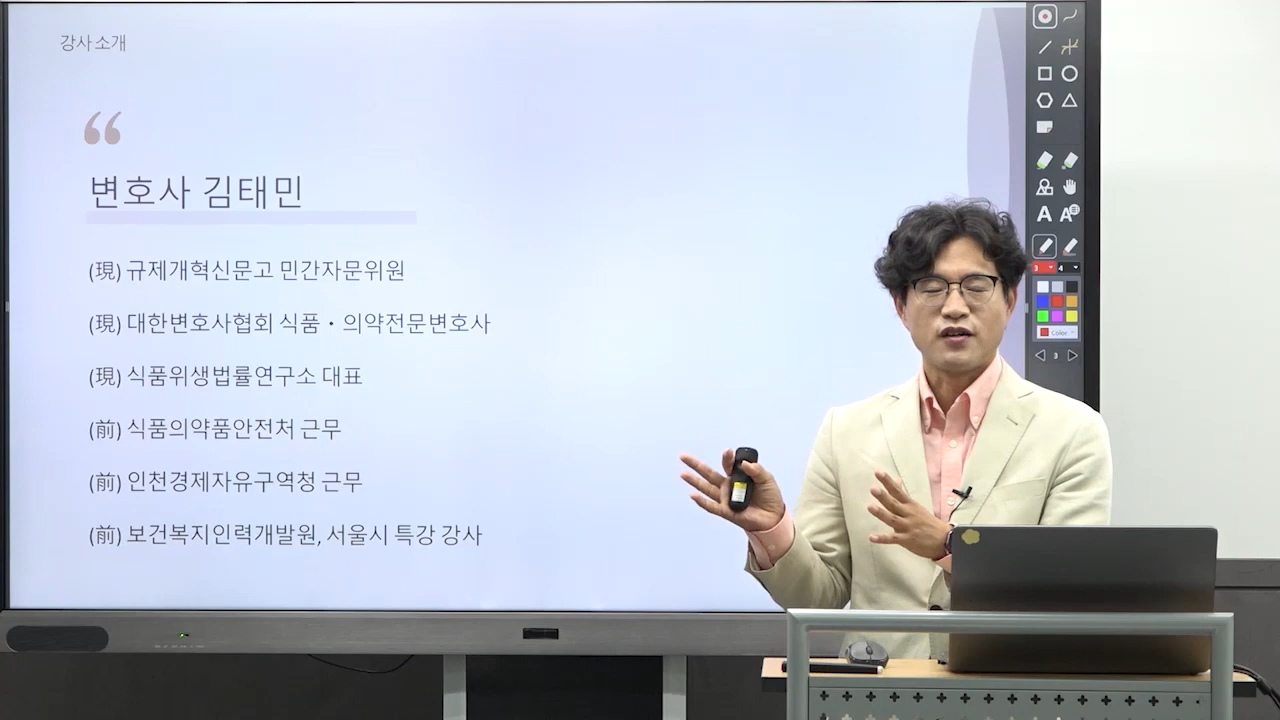 강사 소개
“
변호사 김태민
(現) 규제개혁신문고 민간자문위원
(現) 대한변호사협회 식품・의약전문변호사
(現) 식품위생법률연구소 대표
(前) 식품의약품안전처 근무
(前) 인천경제자유구역청 근무
(前) 보건복지인력개발원, 서울시 특강 강사
A A
3 4
Color
3